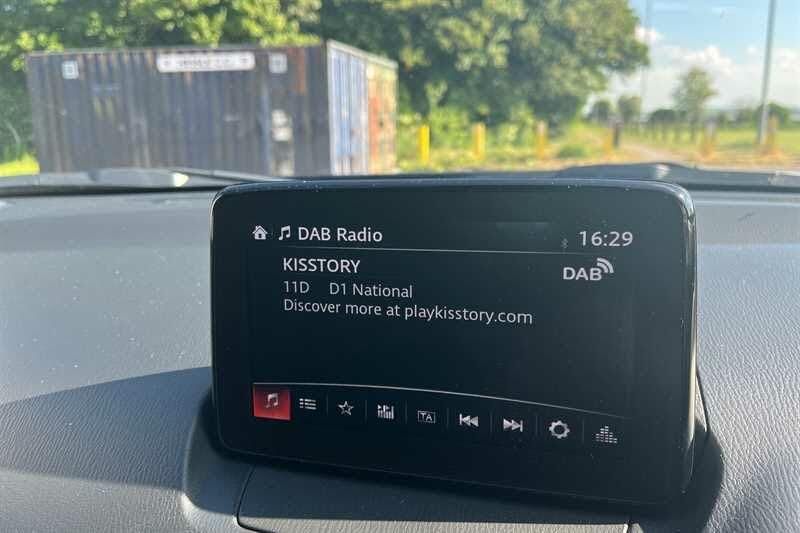 DAB Radio
16:29
KISSTORY
DAB
11D D1 National
Discover more at playkisstory.com
TA